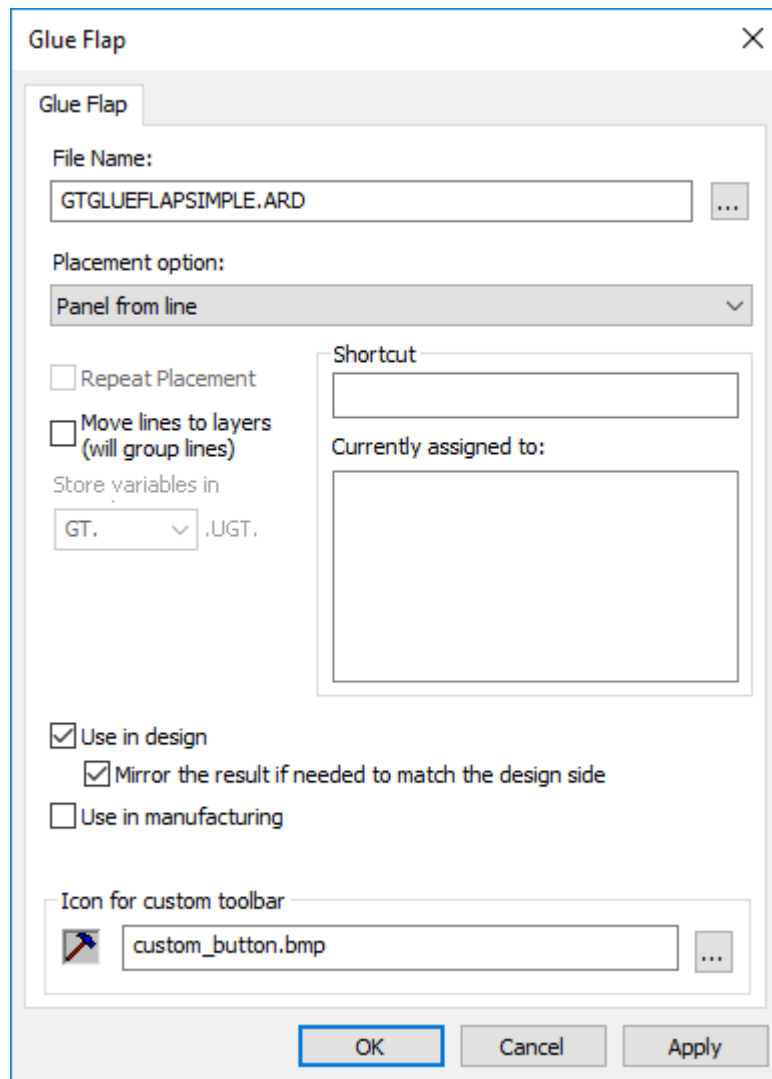 Glue Flap
Glue Flap
File Name:
GTGLUEFLAPSIMPLE.ARD
...
Placement option:
Panel from line
Repeat Placement
Move lines to layers
(will group lines)
Store variables in
GT.
.UGT.
Shortcut
Currently assigned to:
Use in design
Mirror the result if needed to match the design side
Use in manufacturing
Icon for custom toolbar
custom_button.bmp
...
OK
Cancel
Apply